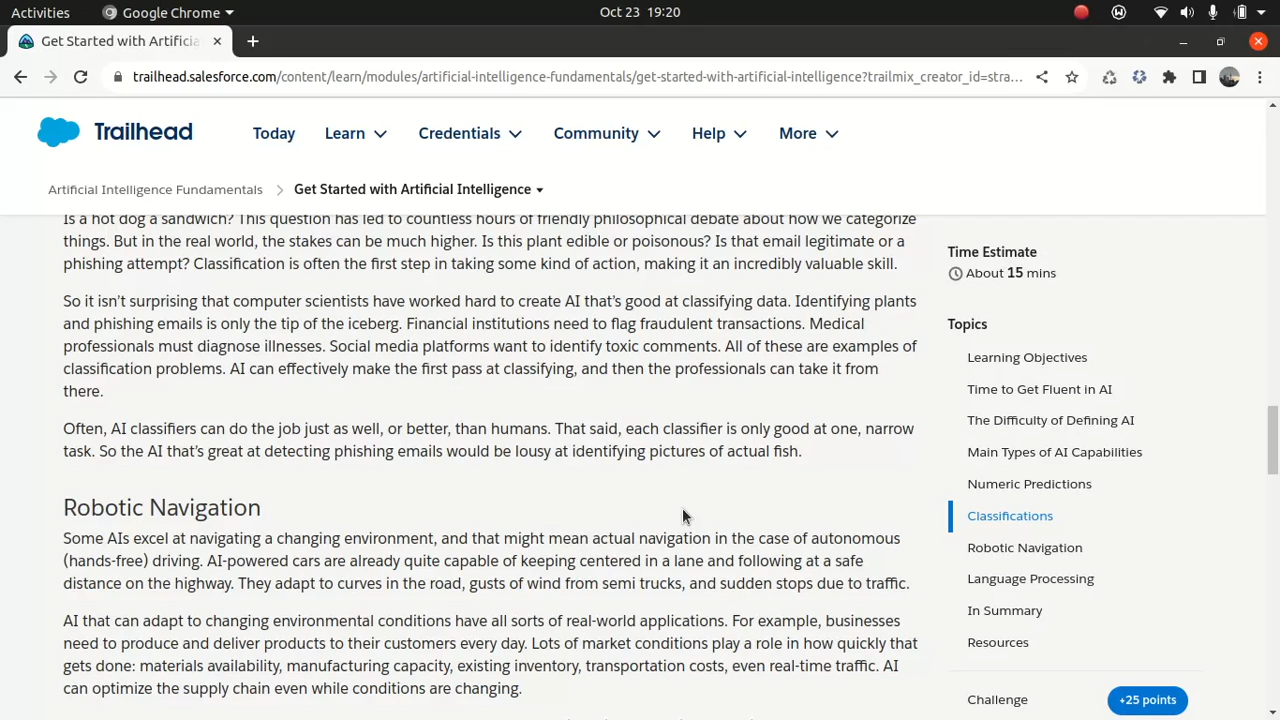 Activities
Google Chrome
Oct 23 19:20
Get Started with Artificia
trailhead.salesforce.com/content/learn/modules/artificial-intelligence-fundamentals/get-started-with-artificial-intelligence?trailmix_creator_id=stra...
Trailhead
Today
Learn
Credentials
Community
Help
More
Artificial Intelligence Fundamentals
Get Started with Artificial Intelligence
Is a hot dog a sandwich? This question has led to countless hours of friendly philosophical debate about how we categorize
things. But in the real world, the stakes can be much higher. Is this plant edible or poisonous? Is that email legitimate or a
phishing attempt? Classification is often the first step in taking some kind of action, making it an incredibly valuable skill.
So it isn't surprising that computer scientists have worked hard to create AI that's good at classifying data. Identifying plants
and phishing emails is only the tip of the iceberg. Financial institutions need to flag fraudulent transactions. Medical
professionals must diagnose illnesses. Social media platforms want to identify toxic comments. All of these are examples of
classification problems. AI can effectively make the first pass at classifying, and then the professionals can take it from
there.
Often, AI classifiers can do the job just as well, or better, than humans. That said, each classifier is only good at one, narrow
task. So the AI that's great at detecting phishing emails would be lousy at identifying pictures of actual fish.
Robotic Navigation
Some AIs excel at navigating a changing environment, and that might mean actual navigation in the case of autonomous
(hands-free) driving. AI-powered cars are already quite capable of keeping centered in a lane and following at a safe
distance on the highway. They adapt to curves in the road, gusts of wind from semi trucks, and sudden stops due to traffic.
AI that can adapt to changing environmental conditions have all sorts of real-world applications. For example, businesses
need to produce and deliver products to their customers every day. Lots of market conditions play a role in how quickly that
gets done: materials availability, manufacturing capacity, existing inventory, transportation costs, even real-time traffic. AI
can optimize the supply chain even while conditions are changing.
Time Estimate
About 15 mins
Topics
Learning Objectives
Time to Get Fluent in AI
The Difficulty of Defining AI
Main Types of AI Capabilities
Numeric Predictions
Classifications
Robotic Navigation
Language Processing
In Summary
Resources
Challenge
+25 points